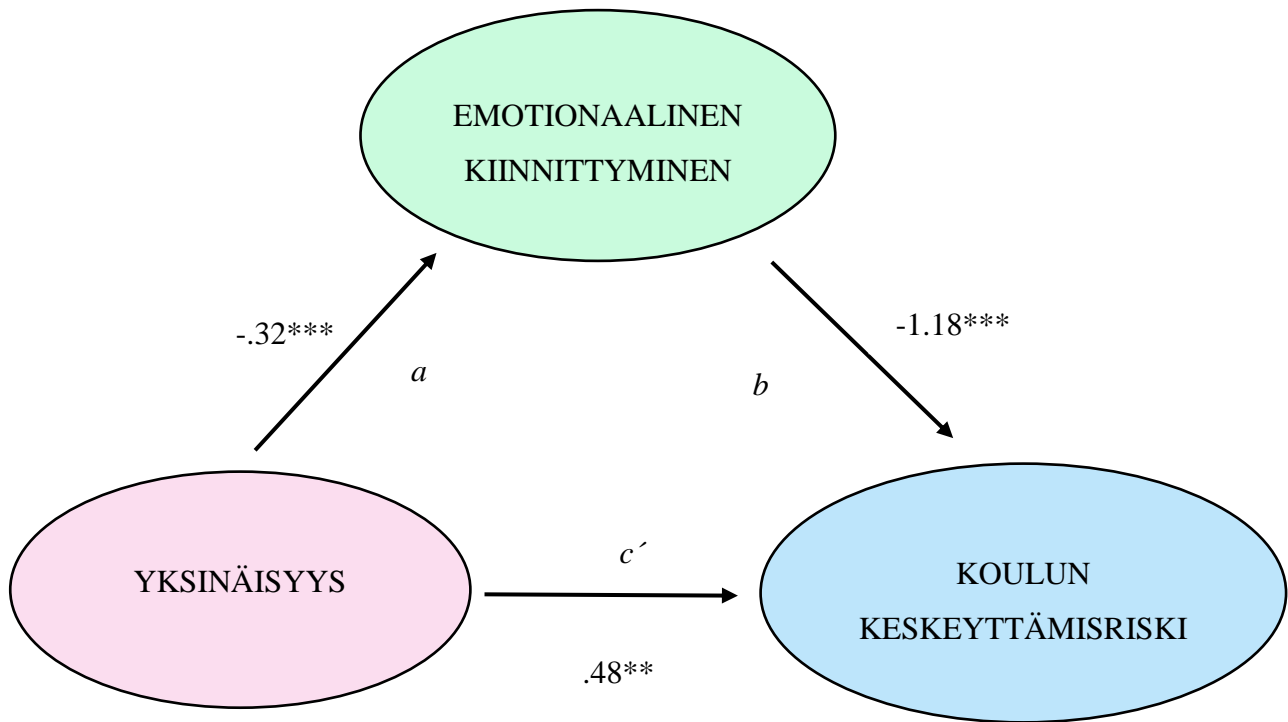 EMOTIONAALINEN
KIINNITTYMINEN
-.32***
-1.18***
a
b
YKSINÄISYYS
c´
KOULUN
KESKEYTTÄMISRISKI
.48**